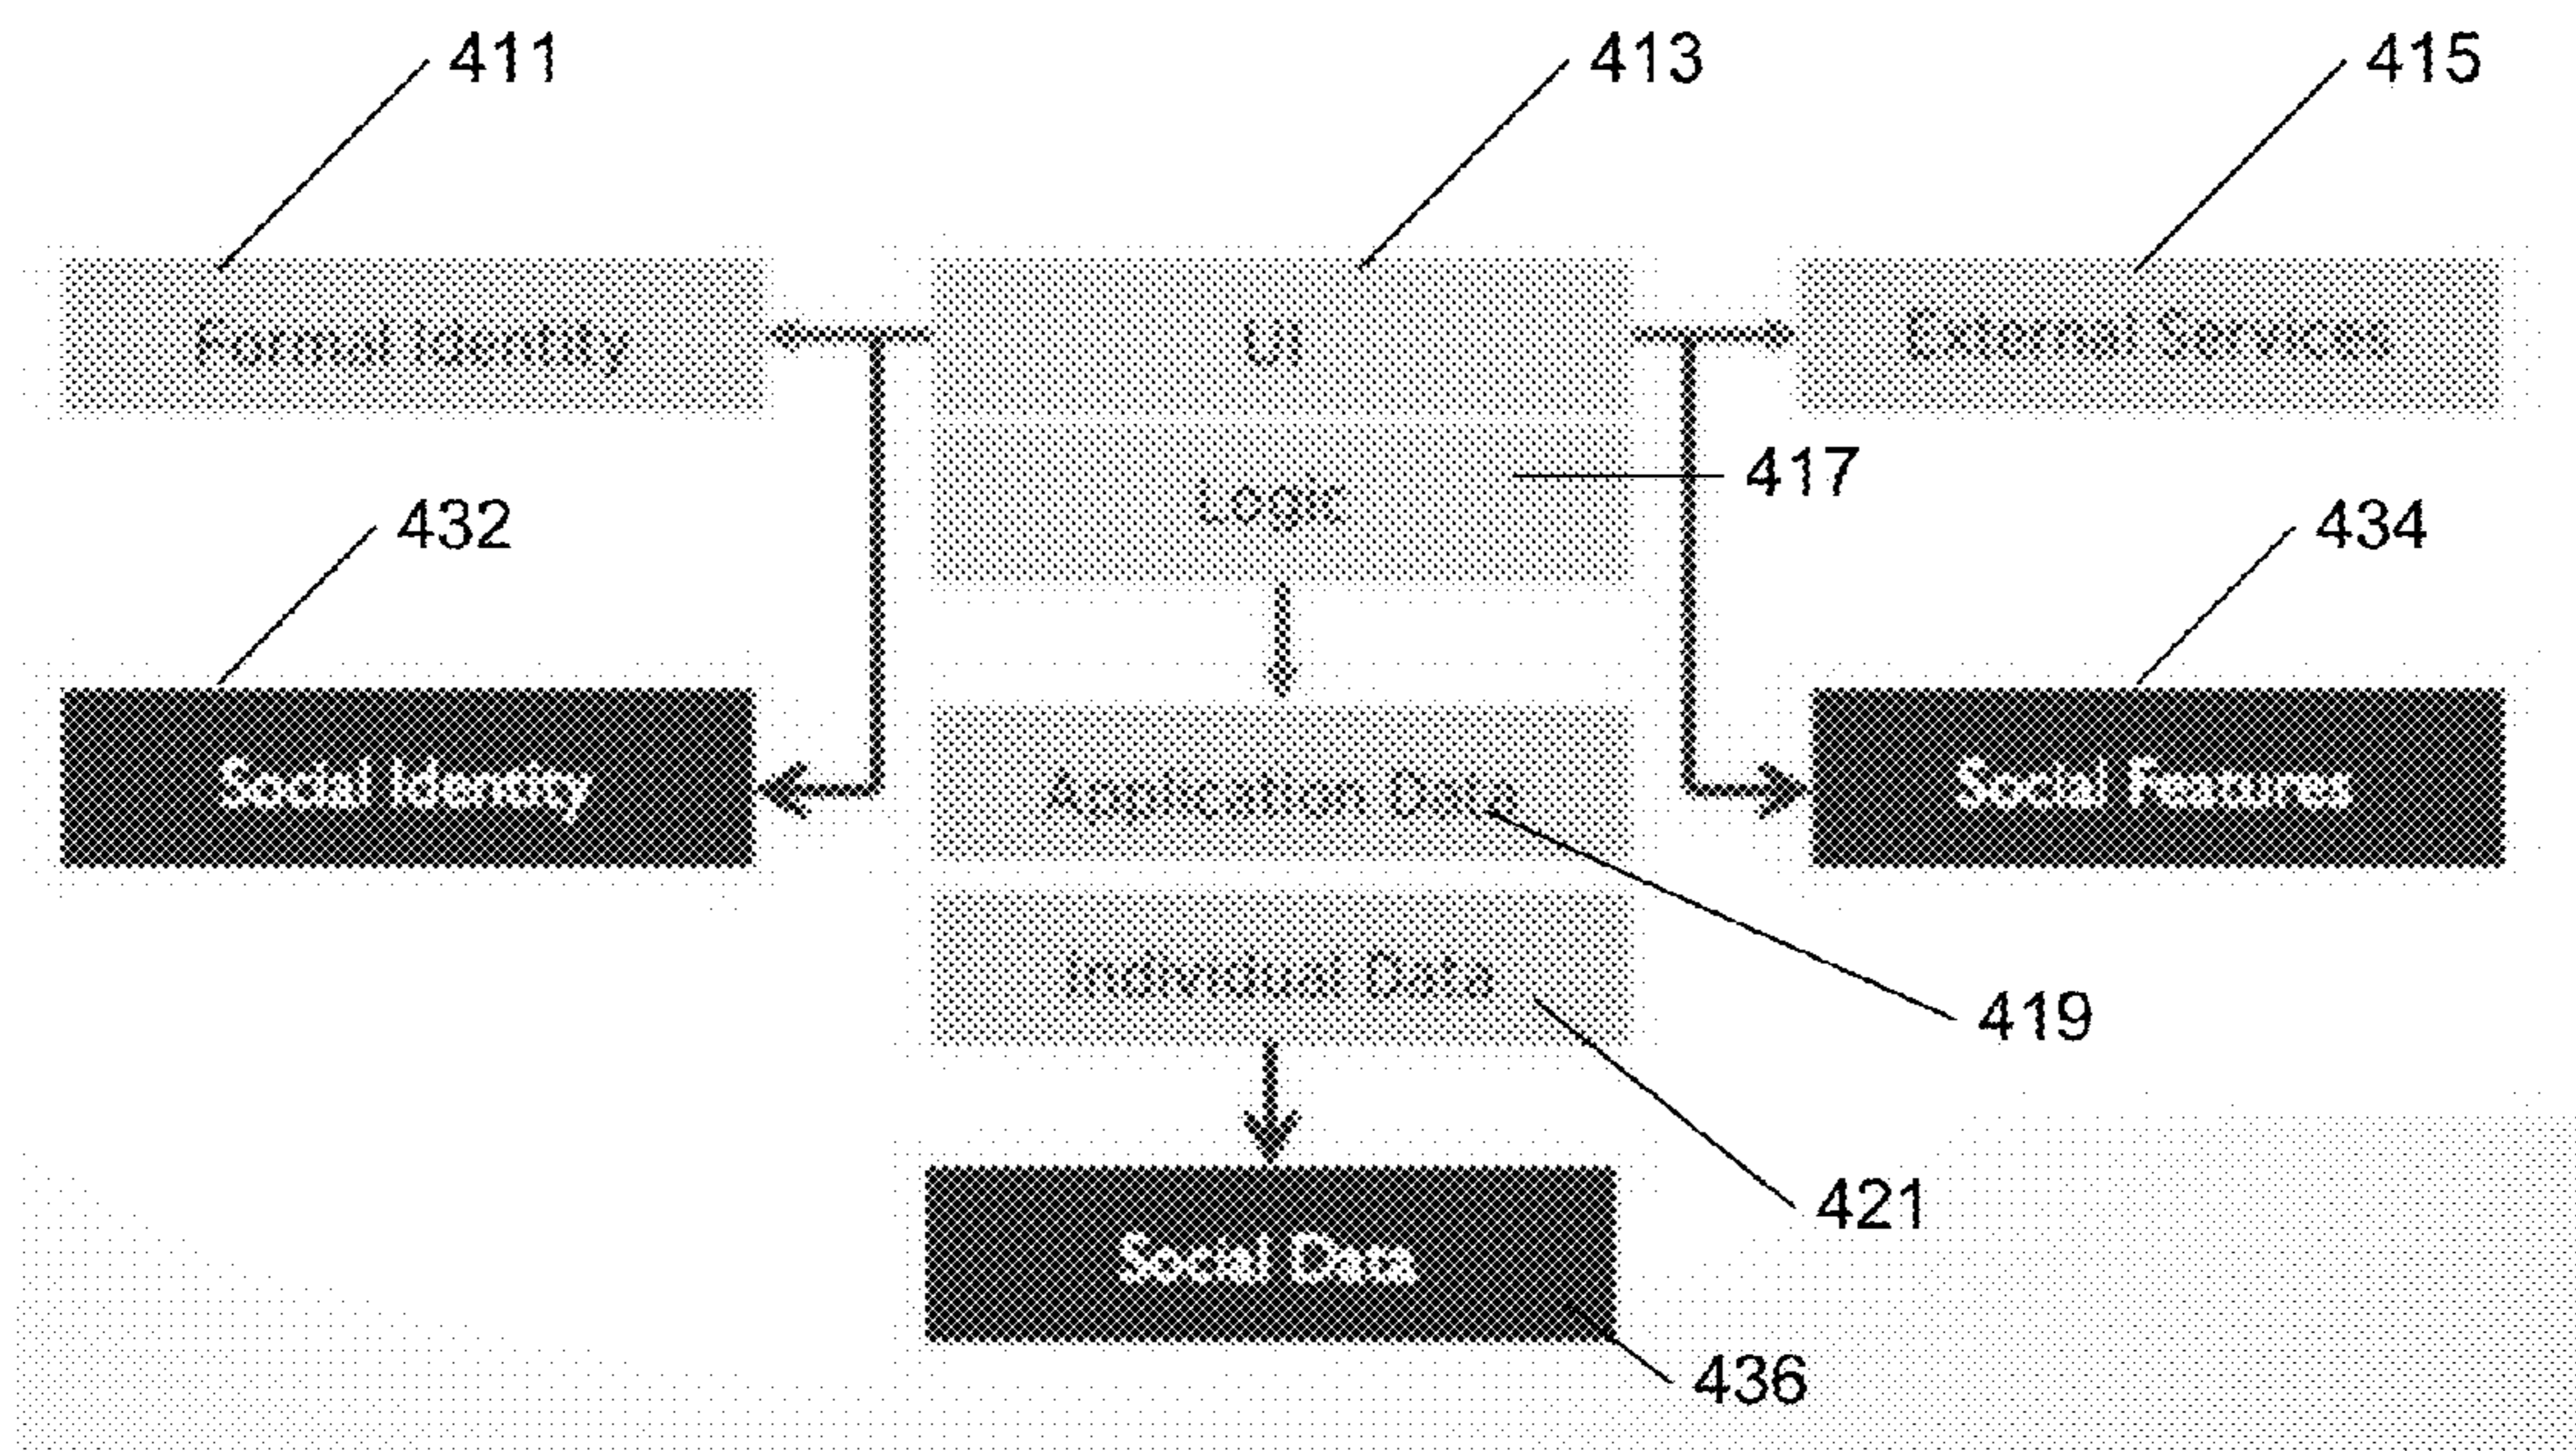 411
413
415
Formal Identity
UI
External Services
Logic
417
432
434
Social Identity
Application Data
Social Features
Individual Data
419
421
Social Data
436